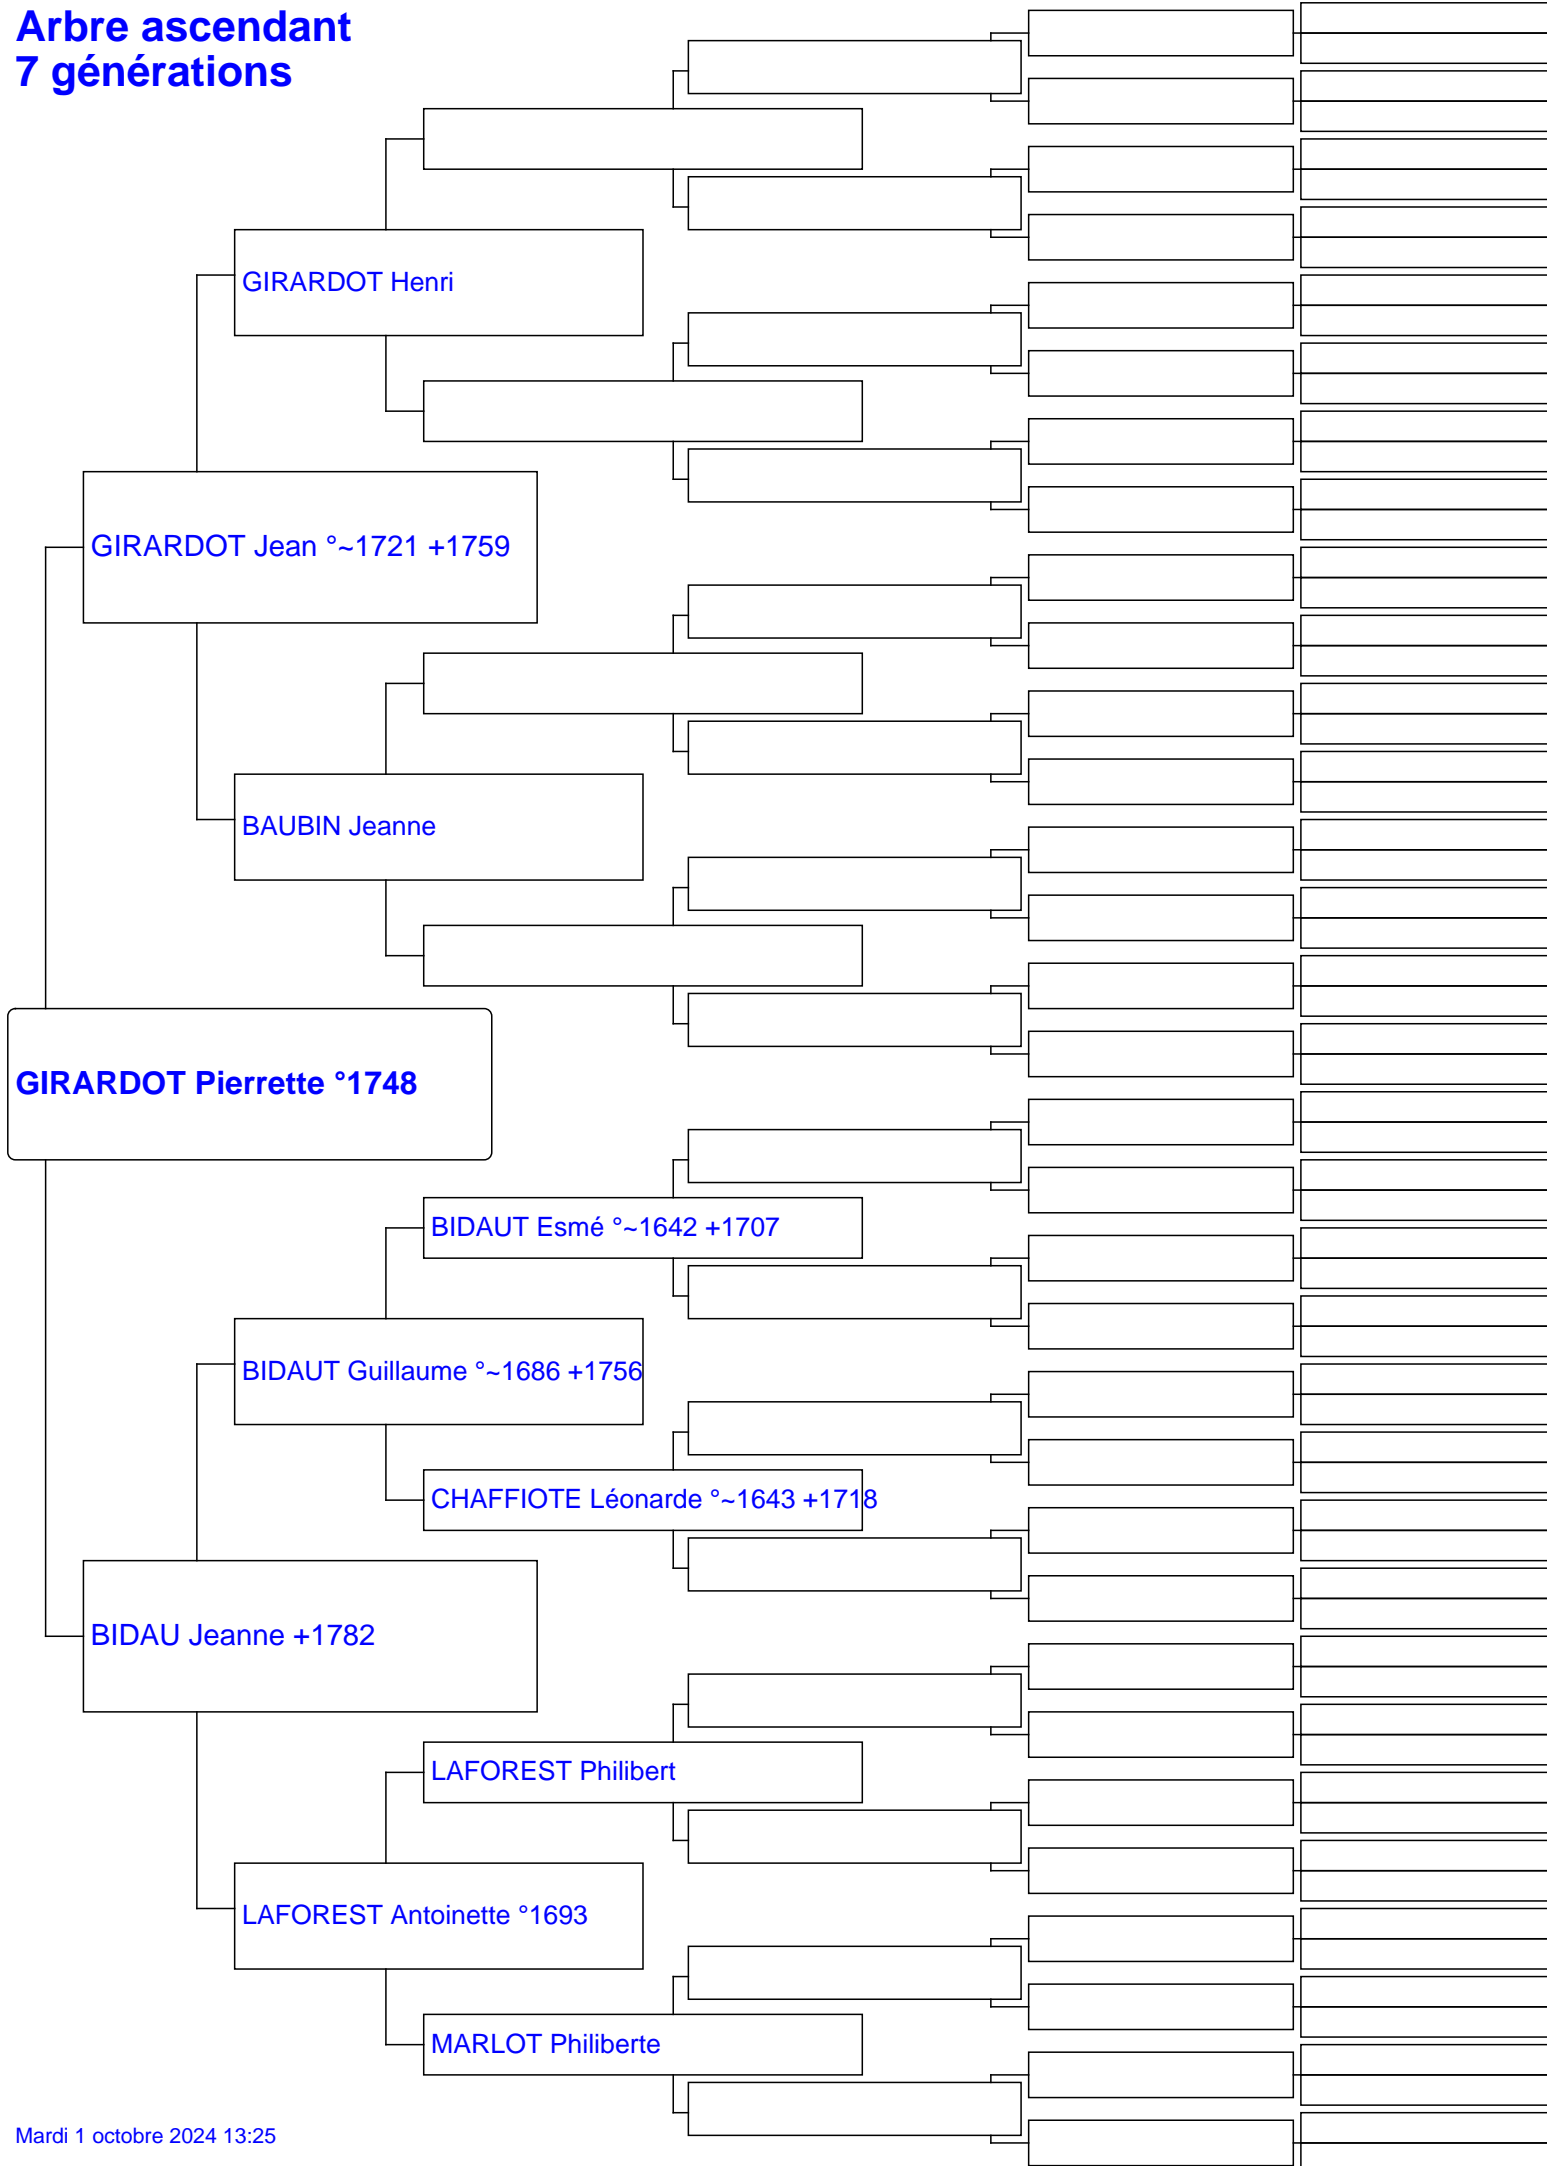 Arbre ascendant
7 générations
GIRARDOT Henri
GIRARDOT Jean °~1721 +1759
BAUBIN Jeanne
GIRARDOT Pierrette °1748
BIDAUT Esmé °~1642 +1707
BIDAUT Guillaume °~1686 +1756
CHAFFIOTE Léonarde °~1643 +1718
BIDAU Jeanne +1782
LAFOREST Philibert
LAFOREST Antoinette °1693
MARLOT Philiberte
Mardi 1 octobre 2024 13:25